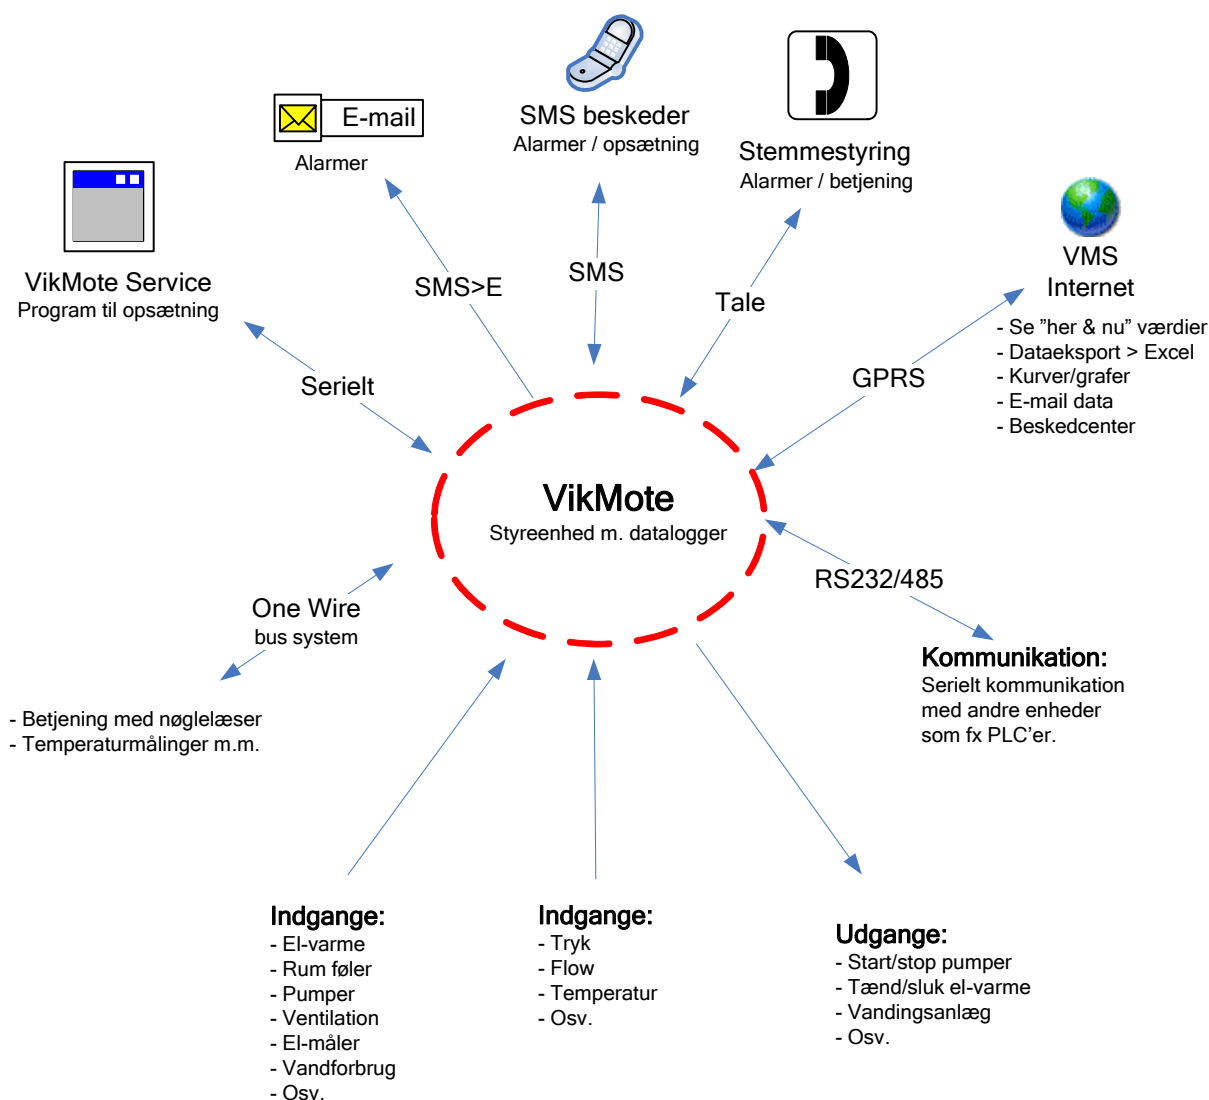 E-mail
Alarmer
SMS beskeder
Alarmer / opsætning
Stemmestyring
Alarmer / betjening
VikMote Service
Program til opsætning
VMS
Internet
- Se ”her & nu” værdier
- Dataeksport > Excel
- Kurver/grafer
- E-mail data
- Beskedcenter
SMS>E
SMS
Tale
GPRS
Serielt
VikMote
Styreenhed m. datalogger
RS232/485
One Wire
bus system
Kommunikation:
Serielt kommunikation
med andre enheder
som fx PLC’er.
- Betjening med nøglelæser
- Temperaturmålinger m.m.
Indgange:
- El-varme
- Rum føler
- Pumper
- Ventilation
- El-måler
- Vandforbrug
- Osv.
Indgange:
- Tryk
- Flow
- Temperatur
- Osv.
Udgange:
- Start/stop pumper
- Tænd/sluk el-varme
- Vandingsanlæg
- Osv.